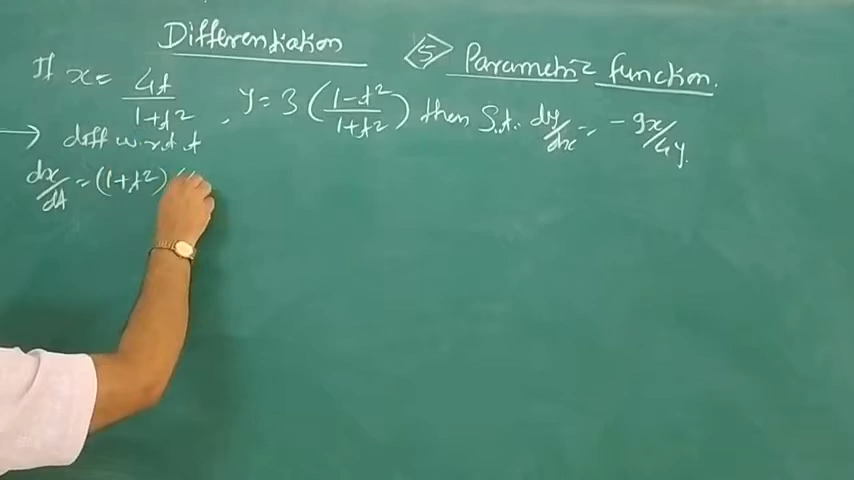 Differentiation <5> Parametric function.
If x = 4t/(1+t²), y = 3((1-t²)/(1+t²)) then S.t. dy/dx = -9x/4y.
→ diff w.r.t t
dx/dt = (1+t²)